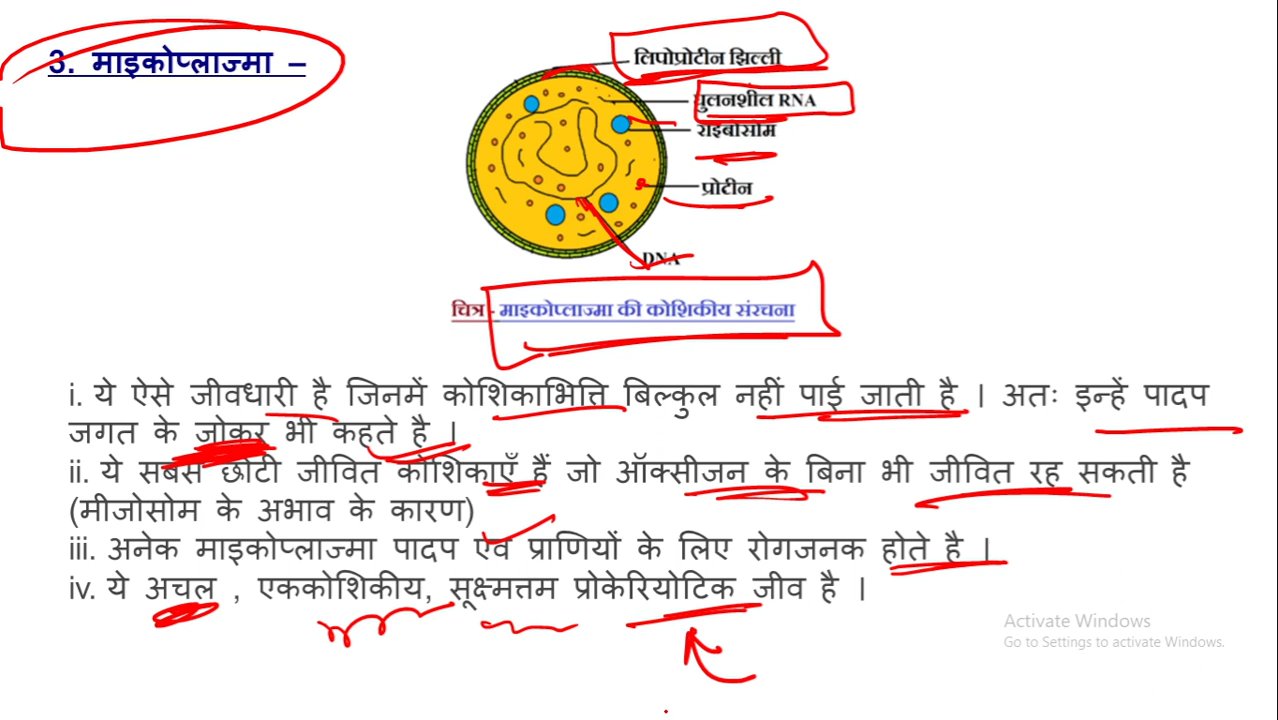 3. माइकोप्लाज्मा –
लिपोप्रोटीन झिल्ली
घुलनशील RNA
राइबोसोम
प्रोटीन
DNA
चित्र - माइकोप्लाज्मा की कोशिकीय संरचना
i. ये ऐसे जीवधारी है जिनमें कोशिकाभित्ति बिल्कुल नहीं पाई जाती है । अतः इन्हें पादप
जगत के जोकर भी कहते है ।
ii. ये सबसे छोटी जीवित कोशिकाएँ हैं जो ऑक्सीजन के बिना भी जीवित रह सकती है
(मीजोसोम के अभाव के कारण)
iii. अनेक माइकोप्लाज्मा पादप एवं प्राणियों के लिए रोगजनक होते है ।
iv. ये अचल , एककोशिकीय, सूक्ष्मत्तम प्रोकेरियोटिक जीव है ।
Activate Windows
Go to Settings to activate Windows.